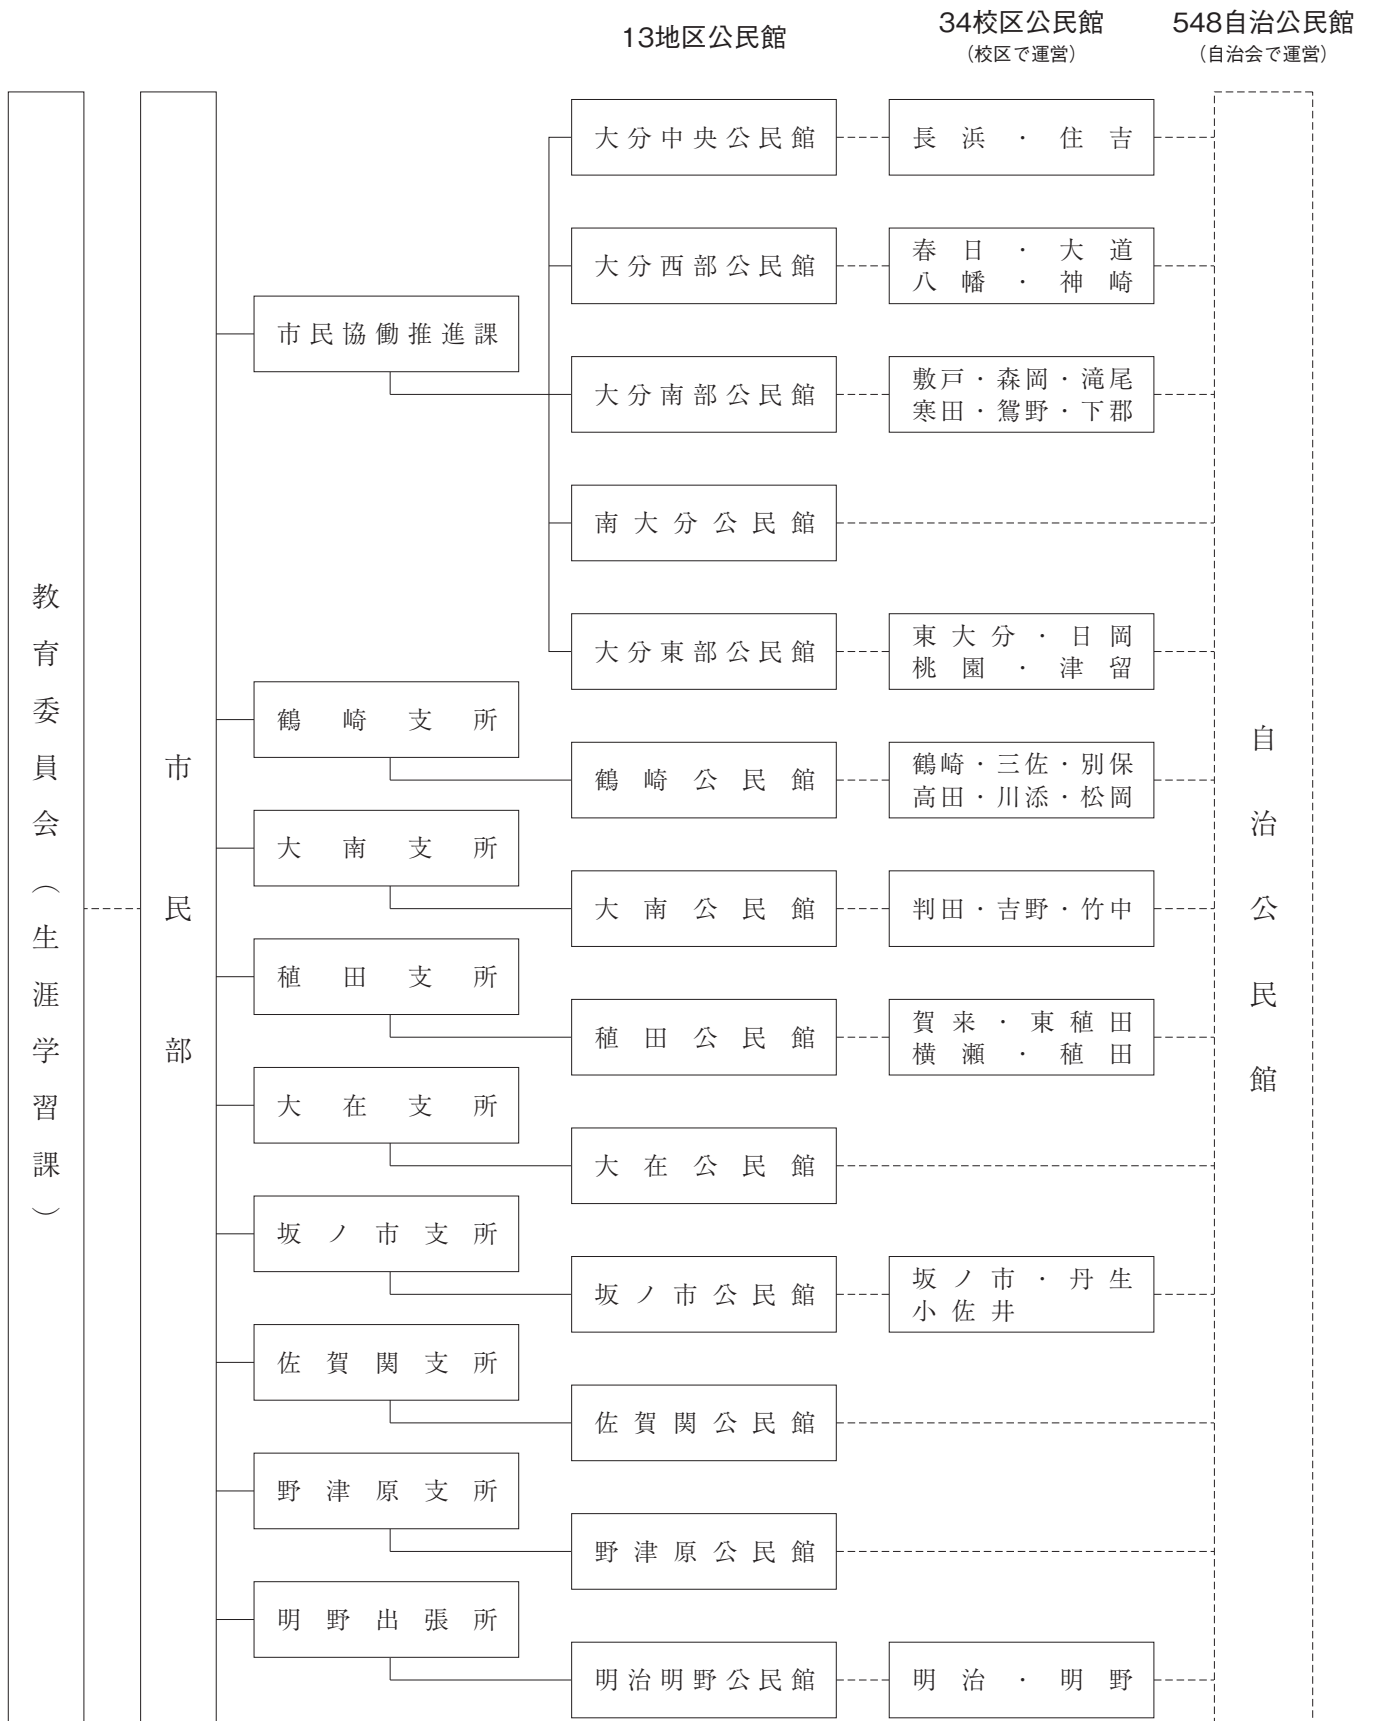 13地区公民館
34校区公民館
（校区で運営）
548自治公民館
（自治会で運営）
教育委員会（生涯学習課）
市民部
市民協働推進課
大分中央公民館
長浜・住吉
大分西部公民館
春日・大道
八幡・神崎
大分南部公民館
敷戸・森岡・滝尾
寒田・鴛野・下郡
南大分公民館
大分東部公民館
東大分・日岡
桃園・津留
鶴崎支所
鶴崎公民館
鶴崎・三佐・別保
高田・川添・松岡
大南支所
大南公民館
判田・吉野・竹中
稙田支所
稙田公民館
賀来・東稙田
横瀬・稙田
大在支所
大在公民館
坂ノ市支所
坂ノ市公民館
坂ノ市・丹生
小佐井
佐賀関支所
佐賀関公民館
野津原支所
野津原公民館
明野出張所
明治明野公民館
明治・明野
自治公民館